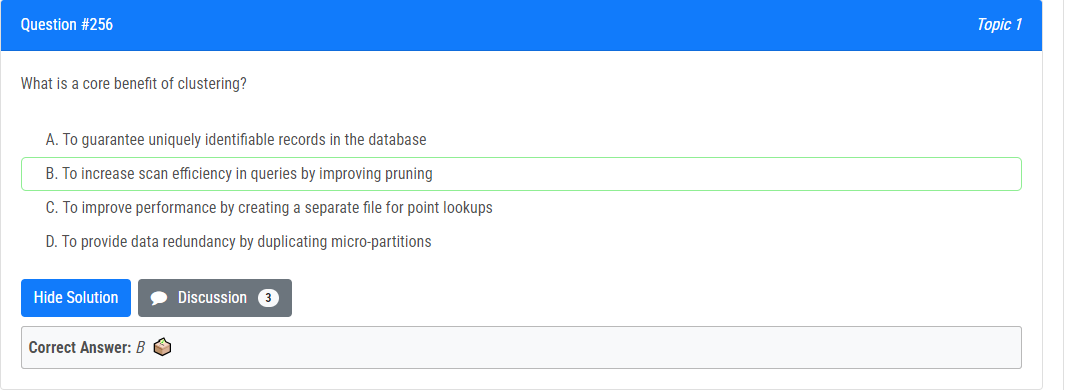 Question #256 Topic 1
What is a core benefit of clustering?
A. To guarantee uniquely identifiable records in the database
B. To increase scan efficiency in queries by improving pruning
C. To improve performance by creating a separate file for point lookups
D. To provide data redundancy by duplicating micro-partitions
Hide Solution Discussion 3
Correct Answer: B